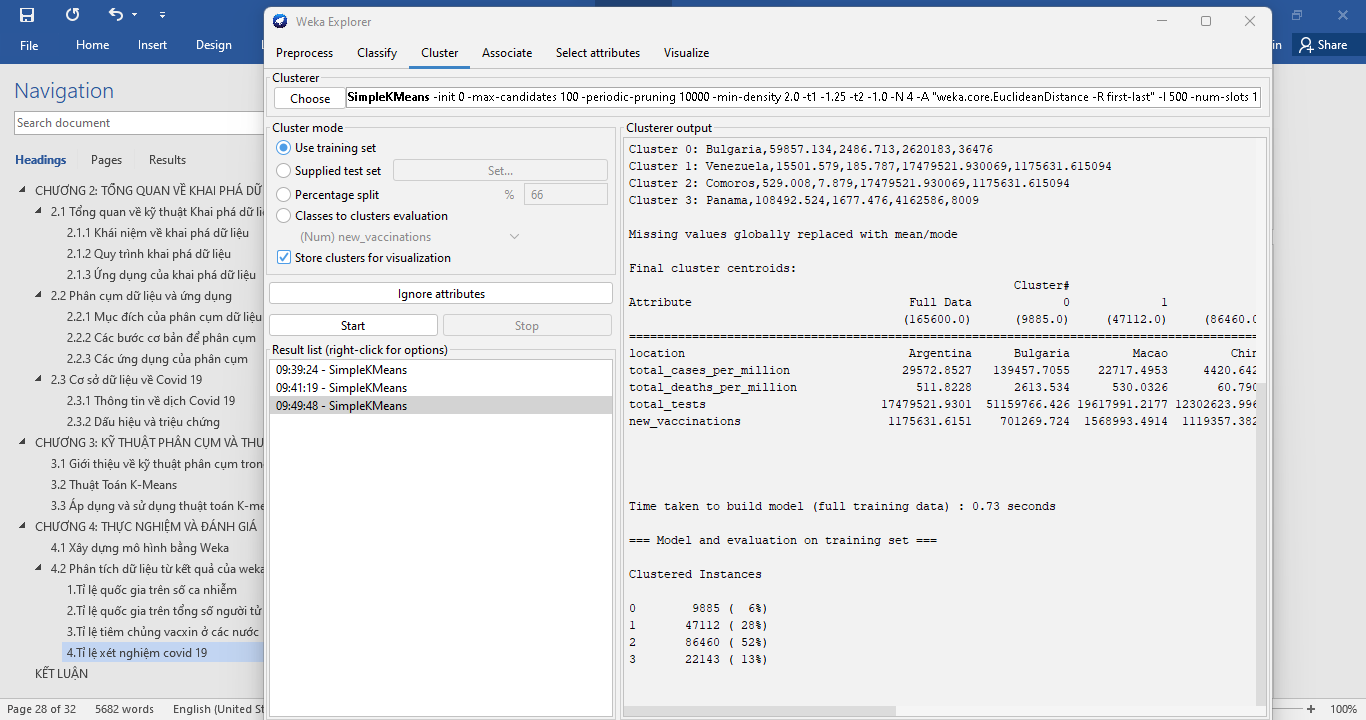 Weka Explorer
File Home Insert Design
in Share
Preprocess Classify Cluster Associate Select attributes Visualize
Navigation
Search document
Headings Pages Results
CHƯƠNG 2: TỔNG QUAN VỀ KHAI PHÁ DỮ
2.1 Tổng quan về kỹ thuật Khai phá dữ liệ
2.1.1 Khái niệm về khai phá dữ liệu
2.1.2 Quy trình khai phá dữ liệu
2.1.3 Ứng dụng của khai phá dữ liệu
2.2 Phân cụm dữ liệu và ứng dụng
2.2.1 Mục đích của phân cụm dữ liệu
2.2.2 Các bước cơ bản để phân cụm
2.2.3 Các ứng dụng của phân cụm
2.3 Cơ sở dữ liệu về Covid 19
2.3.1 Thông tin về dịch Covid 19
2.3.2 Dấu hiệu và triệu chứng
CHƯƠNG 3: KỸ THUẬT PHÂN CỤM VÀ THU
3.1 Giới thiệu về kỹ thuật phân cụm tron
3.2 Thuật Toán K-Means
3.3 Áp dụng và sử dụng thuật toán K-me
CHƯƠNG 4: THỰC NGHIỆM VÀ ĐÁNH GIÁ
4.1 Xây dựng mô hình bằng Weka
4.2 Phân tích dữ liệu từ kết quả của weka
1.Tỉ lệ quốc gia trên số ca nhiễm
2.Tỉ lệ quốc gia trên tổng số người tử
3.Tỉ lệ tiêm chủng vacxin ở các nước
4.Tỉ lệ xét nghiệm covid 19
KẾT LUẬN
Clusterer
Choose SimpleKMeans -init 0 -max-candidates 100 -periodic-pruning 10000 -min-density 2.0 -t1 -1.25 -t2 -1.0 -N 4 -A "weka.core.EuclideanDistance -R first-last" -I 500 -num-slots 1
Cluster mode
Use training set
Supplied test set Set...
Percentage split % 66
Classes to clusters evaluation
(Num) new_vaccinations
Store clusters for visualization
Ignore attributes
Start Stop
Result list (right-click for options)
09:39:24 - SimpleKMeans
09:41:19 - SimpleKMeans
09:49:48 - SimpleKMeans
Clusterer output
Cluster 0: Bulgaria,59857.134,2486.713,2620183,36476
Cluster 1: Venezuela,15501.579,185.787,17479521.930069,1175631.615094
Cluster 2: Comoros,529.008,7.879,17479521.930069,1175631.615094
Cluster 3: Panama,108492.524,1677.476,4162586,8009
Missing values globally replaced with mean/mode
Final cluster centroids:
Cluster#
Attribute Full Data 0 1
(165600.0) (9885.0) (47112.0) (86460.0
==========================================================================================
location Argentina Bulgaria Macao Chin
total_cases_per_million 29572.8527 139457.7055 22717.4953 4420.642
total_deaths_per_million 511.8228 2613.534 530.0326 60.790
total_tests 17479521.9301 51159766.426 19617991.2177 12302623.996
new_vaccinations 1175631.6151 701269.724 1568993.4914 1119357.382
Time taken to build model (full training data) : 0.73 seconds
=== Model and evaluation on training set ===
Clustered Instances
0 9885 ( 6%)
1 47112 ( 28%)
2 86460 ( 52%)
3 22143 ( 13%)
Page 28 of 32 5682 words English (United St
100%